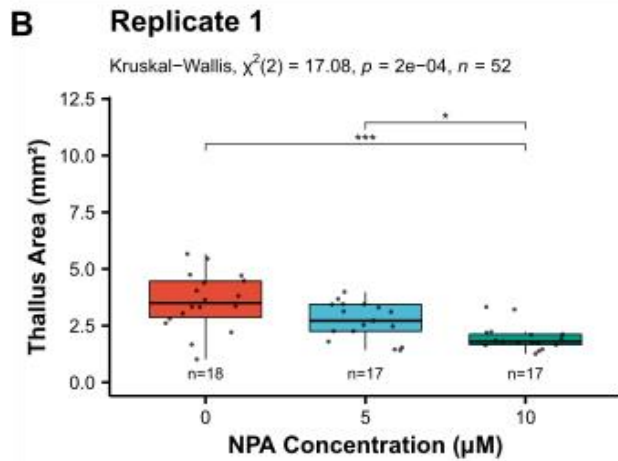 B Replicate 1
Kruskal−Wallis, χ²(2) = 17.08, p = 2e−04, n = 52
Thallus Area (mm²)
12.5
*
***
10.0
7.5
5.0
2.5
0.0
n=18 n=17 n=17
0 5 10
NPA Concentration (μM)